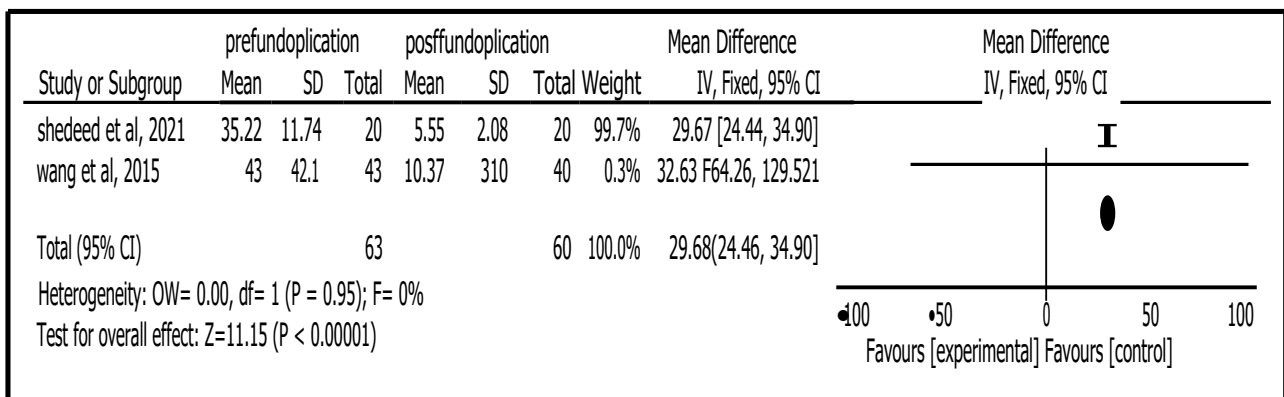 prefundoplication posffundoplication Mean Difference Mean Difference
Study or Subgroup Mean SD Total Mean SD Total Weight IV, Fixed, 95% CI IV, Fixed, 95% CI
shedeed et al, 2021 35.22 11.74 20 5.55 2.08 20 99.7% 29.67 [24.44, 34.90]
wang et al, 2015 43 42.1 43 10.37 310 40 0.3% 32.63 F64.26, 129.521
Total (95% CI) 63 60 100.0% 29.68(24.46, 34.90]
Heterogeneity: OW= 0.00, df= 1 (P = 0.95); F= 0%
Test for overall effect: Z=11.15 (P < 0.00001)
•100 •50 0 50 100
Favours [experimental] Favours [control]